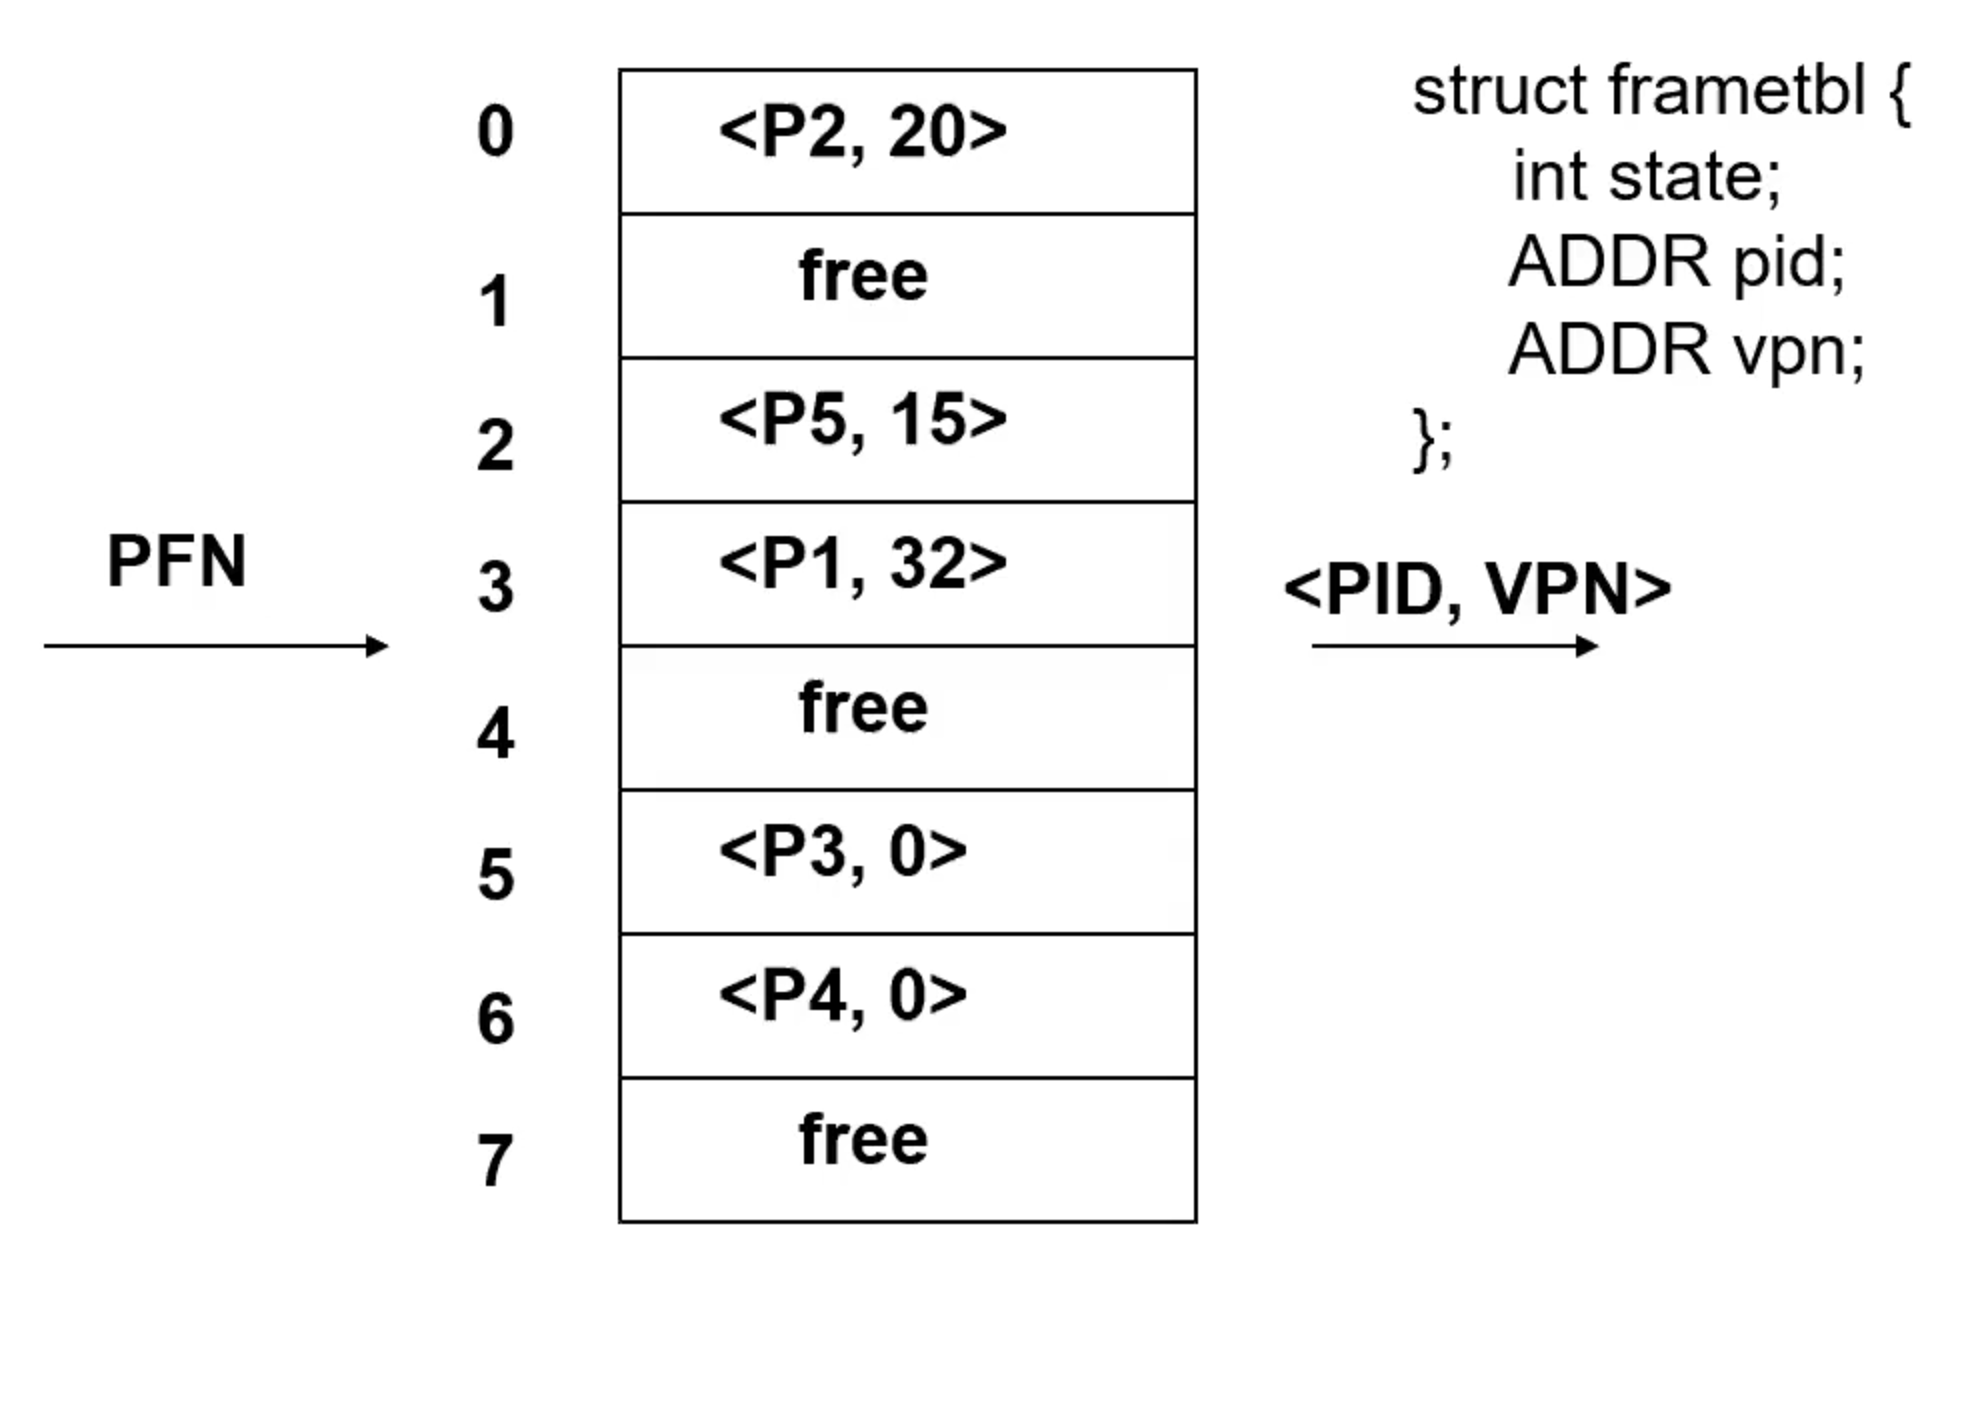 0 <P2, 20>
1 free
2 <P5, 15>
3 <P1, 32>
4 free
5 <P3, 0>
6 <P4, 0>
7 free
PFN
<PID, VPN>
struct frametbl {
int state;
ADDR pid;
ADDR vpn;
};